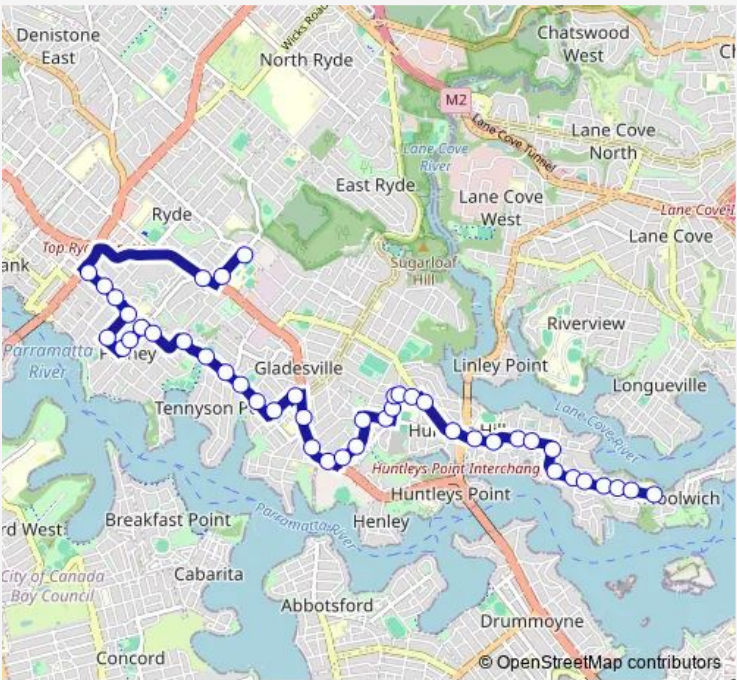 Denistone
East
Wicks Road
North Ryde
Chatswood
West
M2
Lane Cove Tunnel
Lane Cove
North
Lane Cove
River
East Ryde
Lane Cove
West
Ryde
Lane Cove
Sugarloaf
Hill
Riverview
Parramatta
River
Gladesville
Linley Point
Longueville
Tennyson
Lane Cove River
Hill
Huntleys Point Interchang
Huntleys Point
Breakfast Point
Parramatta River
Henley
City of Canada
Bay Council
Cabarita
Abbotsford
Drummoyne
Concord
© OpenStreetMap contributors